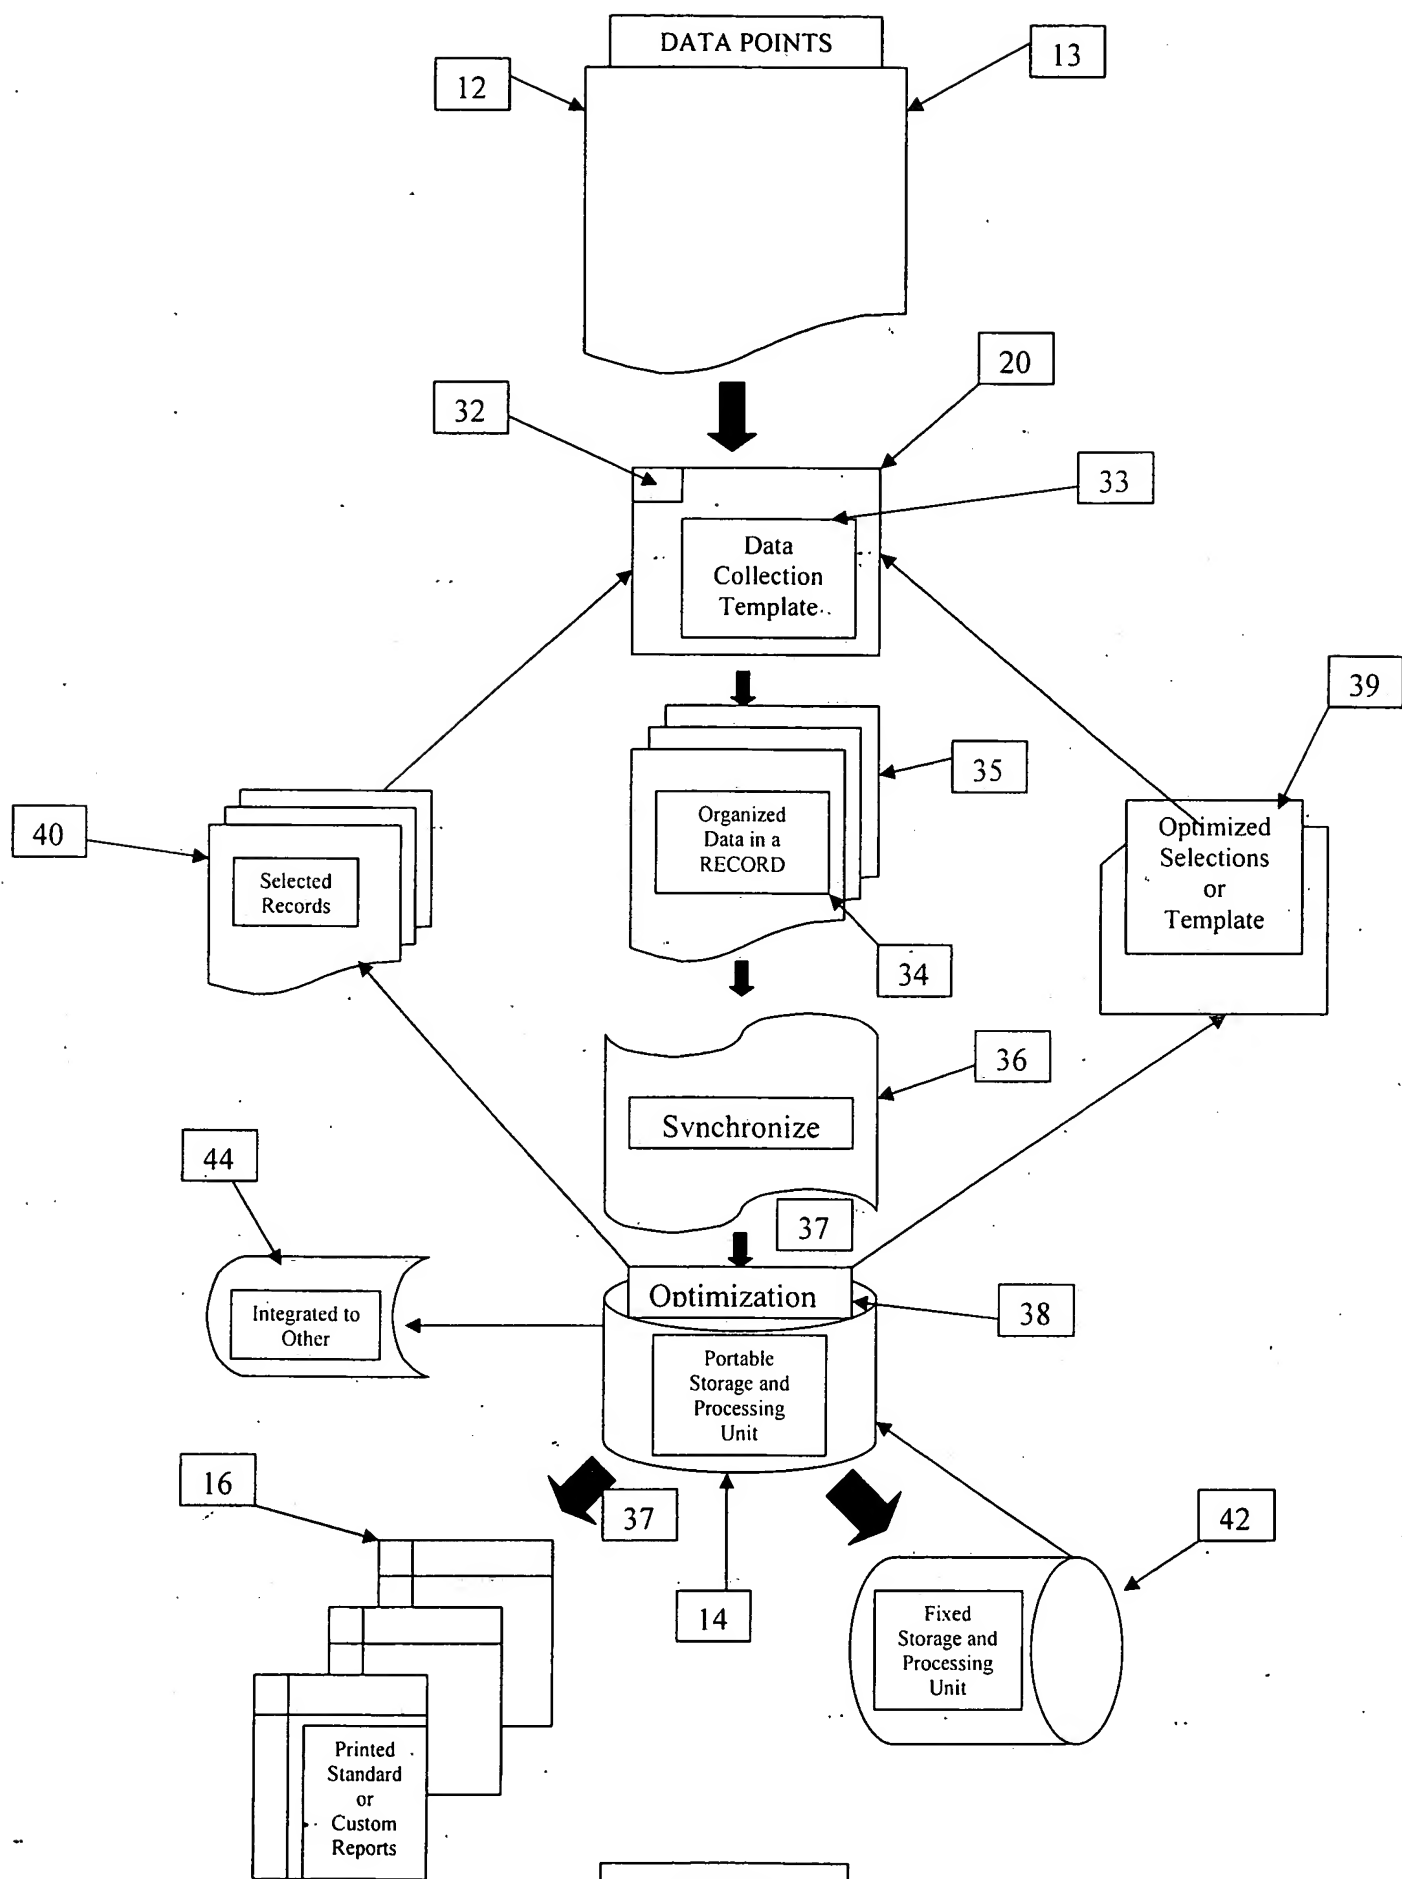 DATA POINTS
13
12
20
32
33
Data
Collection
Template
39
35
40
Organized
Data in a
RECORD
Optimized
Selections
or
Template
Selected
Records
34
36
Synchronize
44
37
Optimization
38
Integrated to
Other
Portable
Storage and
Processing
Unit
16
37
42
14
Fixed
Storage and
Processing
Unit
Printed
Standard
or
Custom
Reports